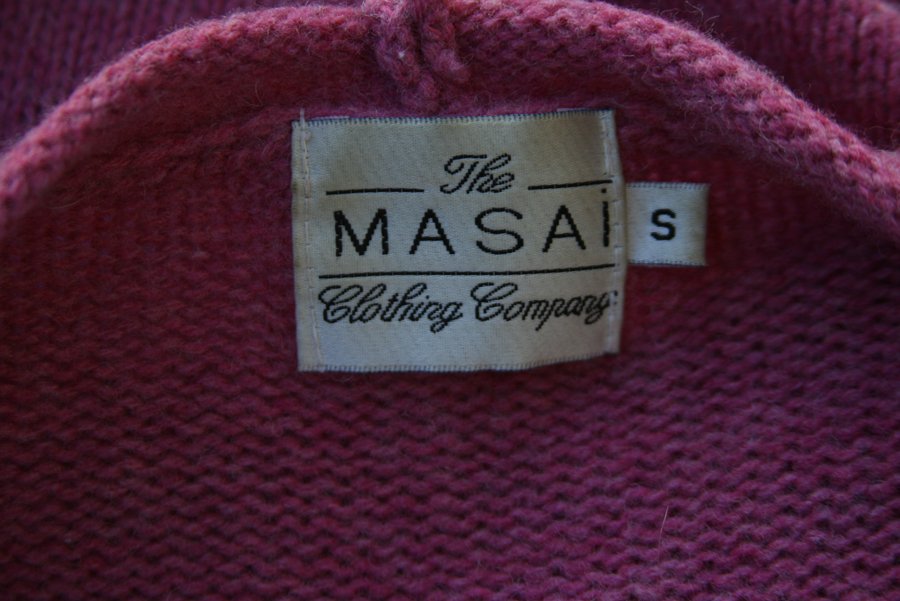 The
MASAi
Clothing Company
S